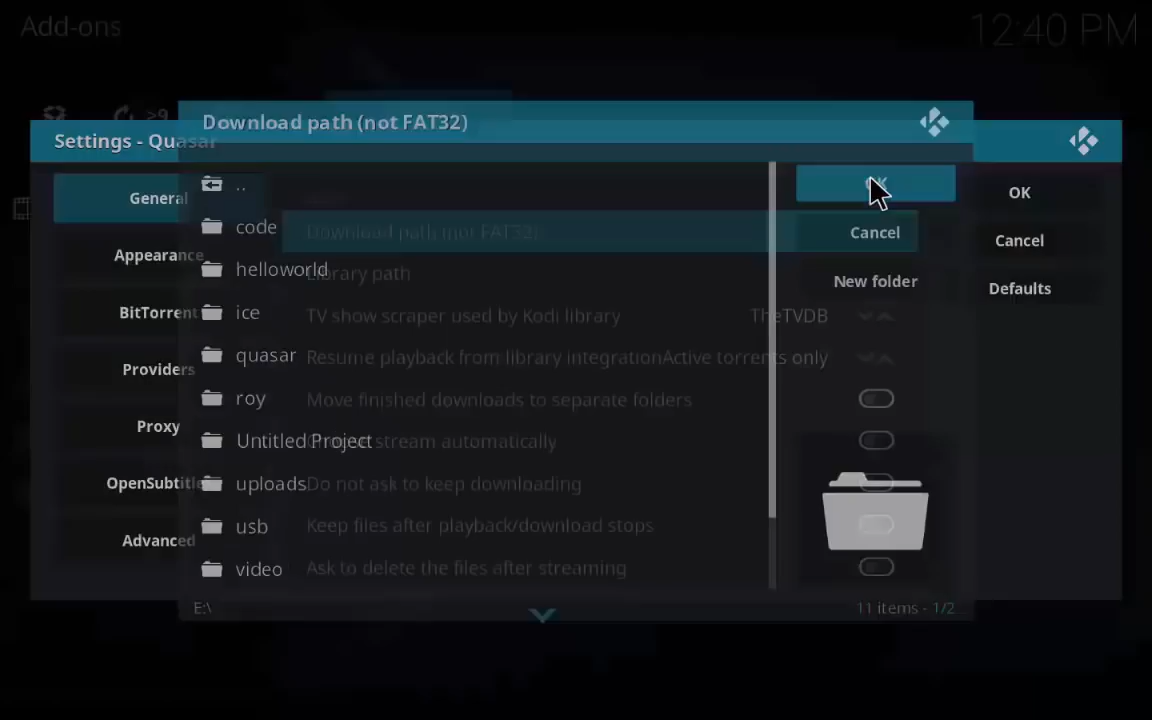 Add-ons
12:40 PM
>9
Download path (not FAT32)
Settings - Quasar
General
Appearance
BitTorrent
Providers
Proxy
Advanced
..
code
helloworld
ice
quasar
roy
Untitled Project
uploads
usb
video
Download path (not FAT32)
Library path
TV show scraper used by Kodi library
TheTVDB
Resume playback from library integration
Active torrents only
Move finished downloads to separate folders
stream automatically
Do not ask to keep downloading
Keep files after playback/download stops
Ask to delete the files after streaming
OK
Cancel
New folder
OK
Cancel
Defaults
E:\
11 items - 1/2